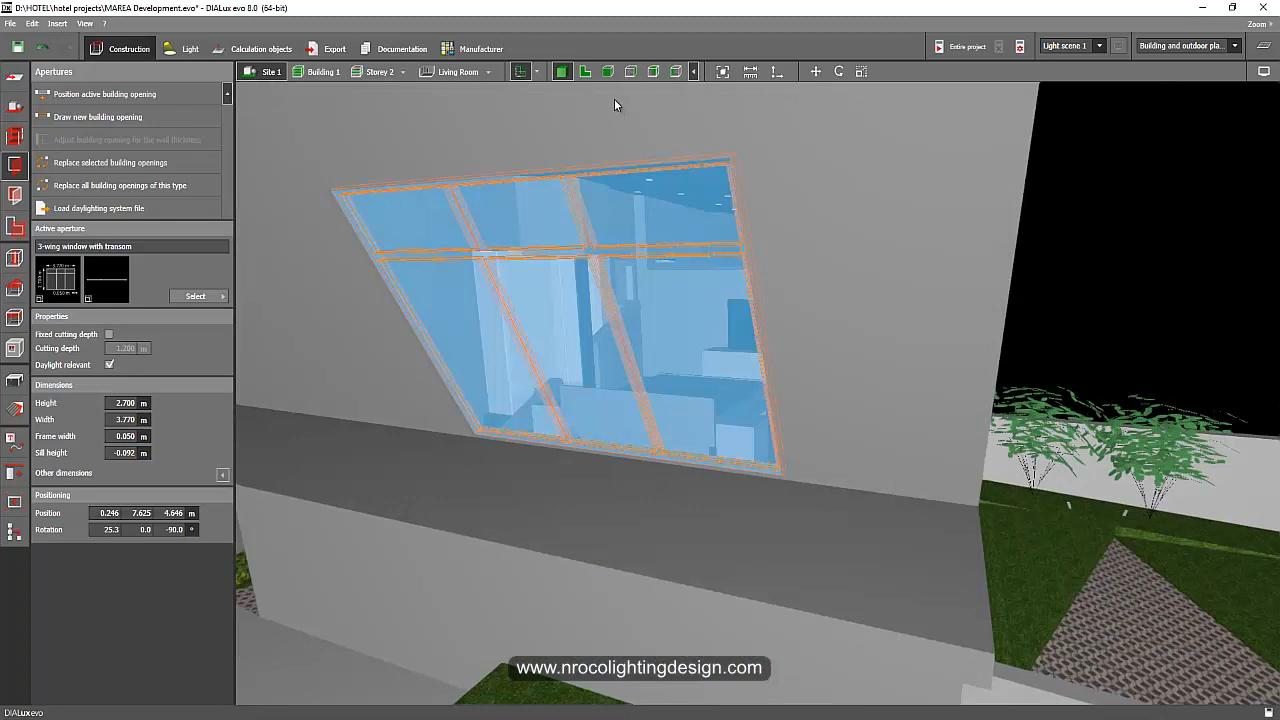 D:\HOTEL\hotel projects\MAREA Development.evo* - DIALux evo 8.0 (64-bit)
File Edit Insert View ?
Zoom
Construction Light Calculation objects Export Documentation Manufacturer
Entire project Light scene 1 Building and outdoor pla...
Apertures
Site 1 Building 1 Storey 2 Living Room
Position active building opening
Draw new building opening
Adjust building opening for the wall thickness
Replace selected building openings
Replace all building openings of this type
Load daylighting system file
Active aperture
3-wing window with transom
Select
Properties
Fixed cutting depth
Cutting depth 1.200 m
Daylight relevant
Dimensions
Height 2.700 m
Width 3.770 m
Frame width 0.050 m
Sill height -0.092 m
Other dimensions
Positioning
Position 0.246 7.625 4.646 m
Rotation 25.3 0.0 -90.0 °
www.nrocolightingdesign.com
DIALux evo